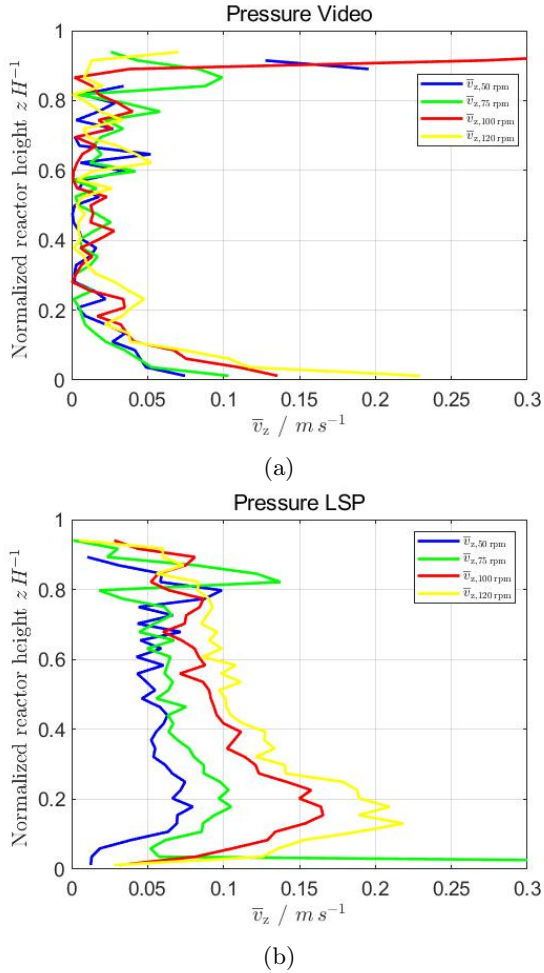 Pressure Video
1
0.8
0.6
0.4
0.2
0
Normalized reactor height z H⁻¹
v̅z,50 rpm
v̅z,75 rpm
v̅z,100 rpm
v̅z,120 rpm
0 0.05 0.1 0.15 0.2 0.25 0.3
v̅z / m s⁻¹
(a)
Pressure LSP
1
0.8
0.6
0.4
0.2
0
Normalized reactor height z H⁻¹
v̅z,50 rpm
v̅z,75 rpm
v̅z,100 rpm
v̅z,120 rpm
0 0.05 0.1 0.15 0.2 0.25 0.3
v̅z / m s⁻¹
(b)